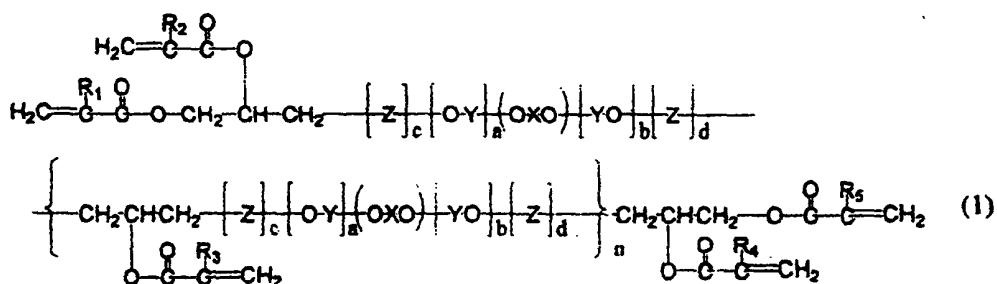 R₂ O
H₂C=C—C—O
R₁ O
H₂C=C—C—O—CH₂—CH—CH₂—[Z]c[O-Y]a(OXO)[YO]b[Z]d—
—{CH₂CHCH₂—[Z]c[O-Y]a(OXO)[YO]b[Z]d}n—CH₂CHCH₂—O—C—C=CH₂ (1)
O R₅
O R₃ O R₄
O—C—C=CH₂ O—C—C=CH₂